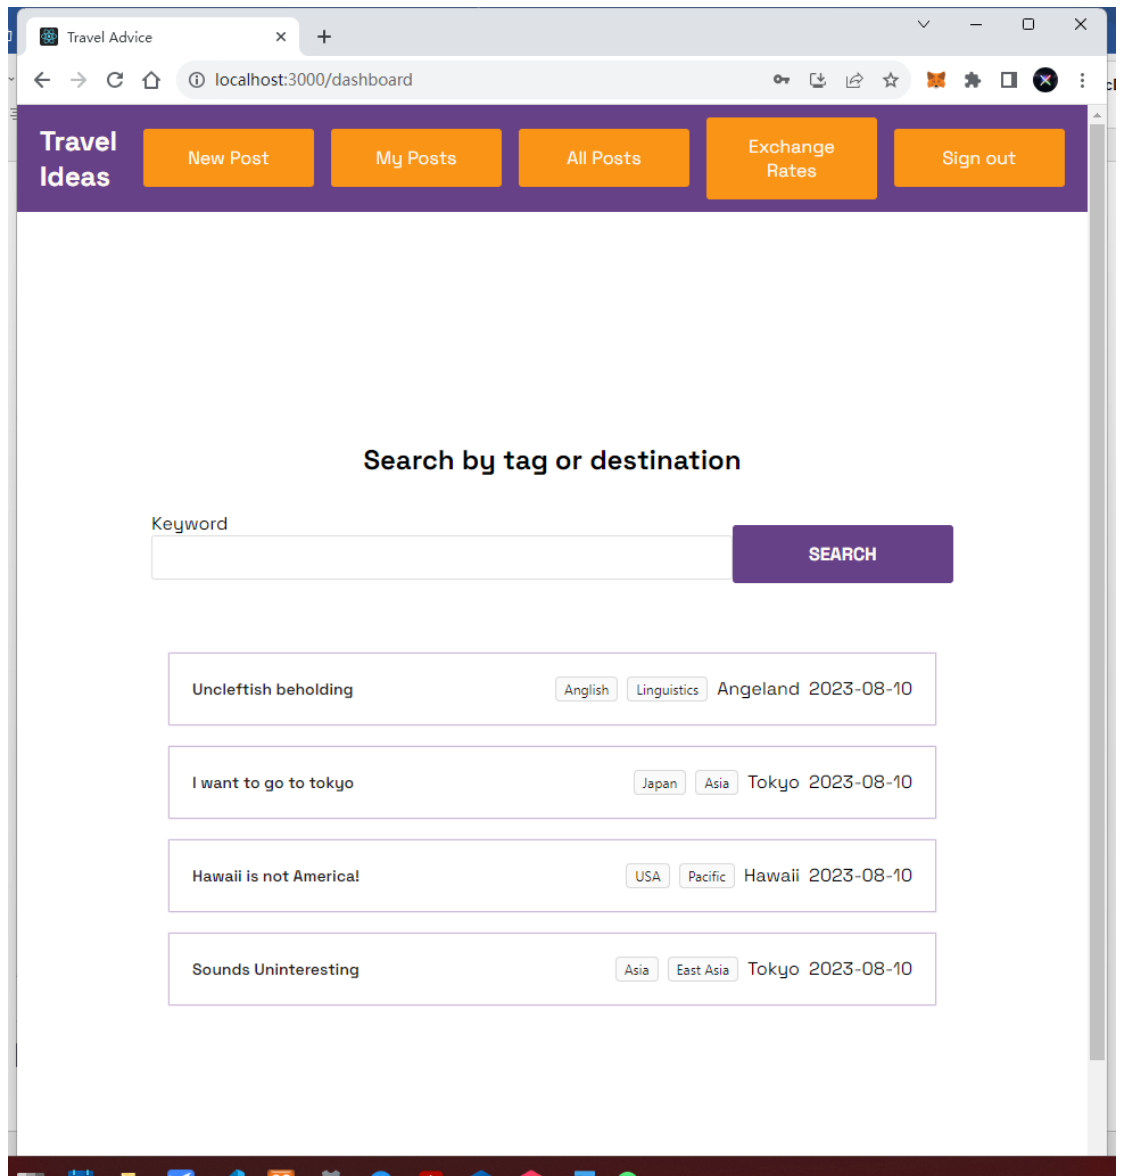 Travel Advice
localhost:3000/dashboard
Travel
Ideas
New Post
My Posts
All Posts
Exchange
Rates
Sign out
Search by tag or destination
Keyword
SEARCH
Uncleftish beholding Anglish Linguistics Angeland 2023-08-10
I want to go to tokyo Japan Asia Tokyo 2023-08-10
Hawaii is not America! USA Pacific Hawaii 2023-08-10
Sounds Uninteresting Asia East Asia Tokyo 2023-08-10